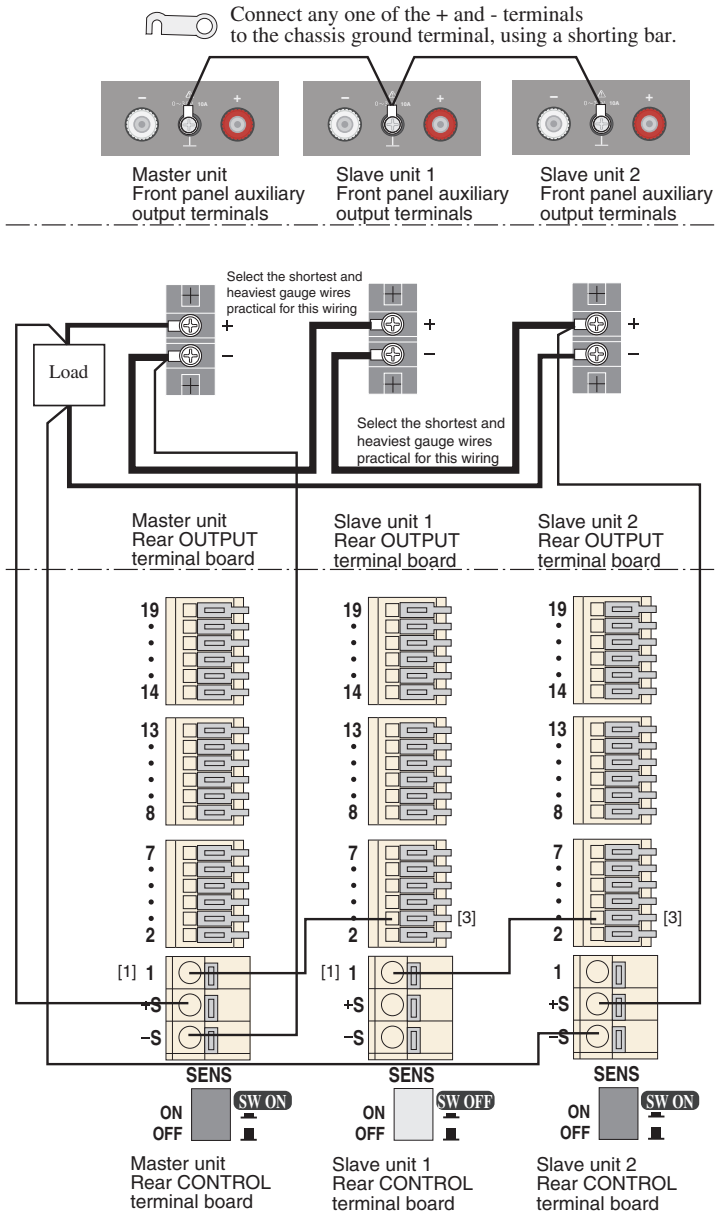 Connect any one of the + and - terminals
to the chassis ground terminal, using a shorting bar.
− + − + − +
10A 10A 10A
Master unit
Front panel auxiliary
output terminals
Slave unit 1
Front panel auxiliary
output terminals
Slave unit 2
Front panel auxiliary
output terminals
Select the shortest and
heaviest gauge wires
practical for this wiring
+ + +
− − −
Load
Select the shortest and
heaviest gauge wires
practical for this wiring
Master unit
Rear OUTPUT
terminal board
Slave unit 1
Rear OUTPUT
terminal board
Slave unit 2
Rear OUTPUT
terminal board
19 19 19
14 14 14
13 13 13
8 8 8
7 7 7
[3] [3]
2 2 2
[1] 1 [1] 1 1
+S +S +S
−S −S −S
SENS SENS SENS
ON SW ON ON SW OFF ON SW ON
OFF OFF OFF
Master unit
Rear CONTROL
terminal board
Slave unit 1
Rear CONTROL
terminal board
Slave unit 2
Rear CONTROL
terminal board